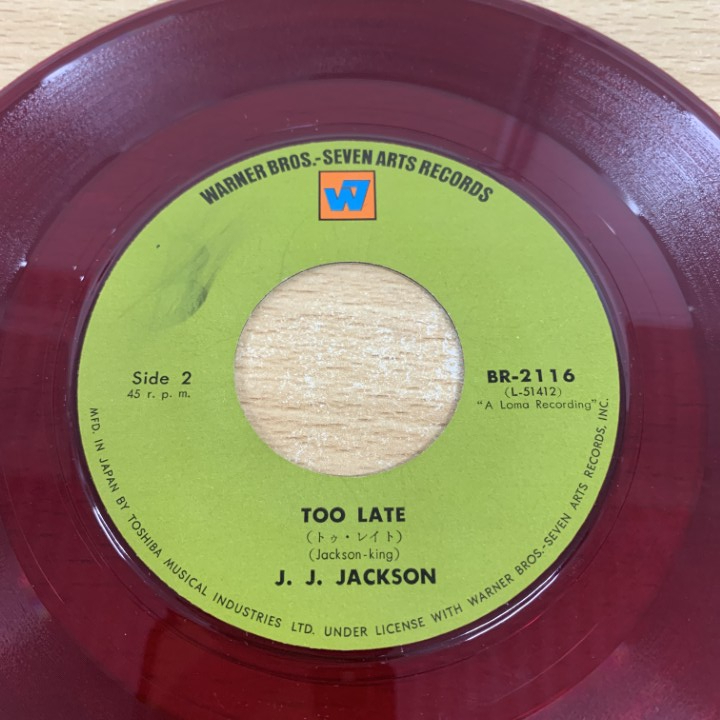 WARNER BROS.-SEVEN ARTS RECORDS
W7
Side 2
45 r. p. m.
BR-2116
(L-51412)
"A Loma Recording"
TOO LATE
(トゥ・レイト)
(Jackson-king)
J. J. JACKSON
MFD. IN JAPAN BY TOSHIBA MUSICAL INDUSTRIES LTD. UNDER LICENSE WITH WARNER BROS.-SEVEN ARTS RECORDS, INC.